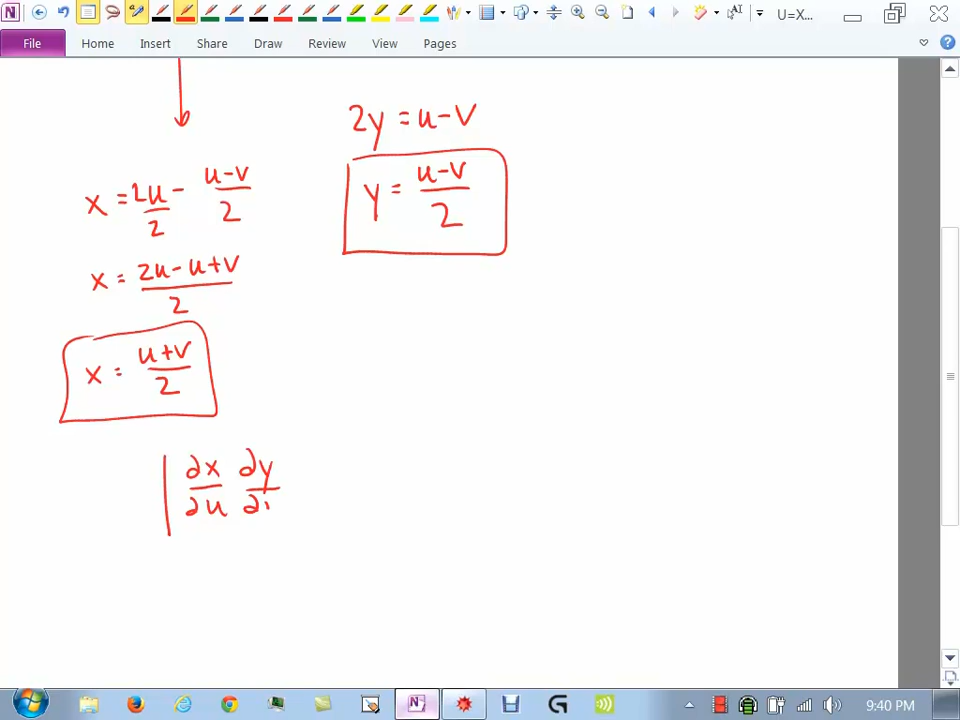 U=X...
File Home Insert Share Draw Review View Pages
2y = u-v
y = u-v/2
x = 2u/2 - u-v/2
x = 2u-u+v/2
x = u+v/2
| ∂x/∂u ∂y/∂
9:40 PM